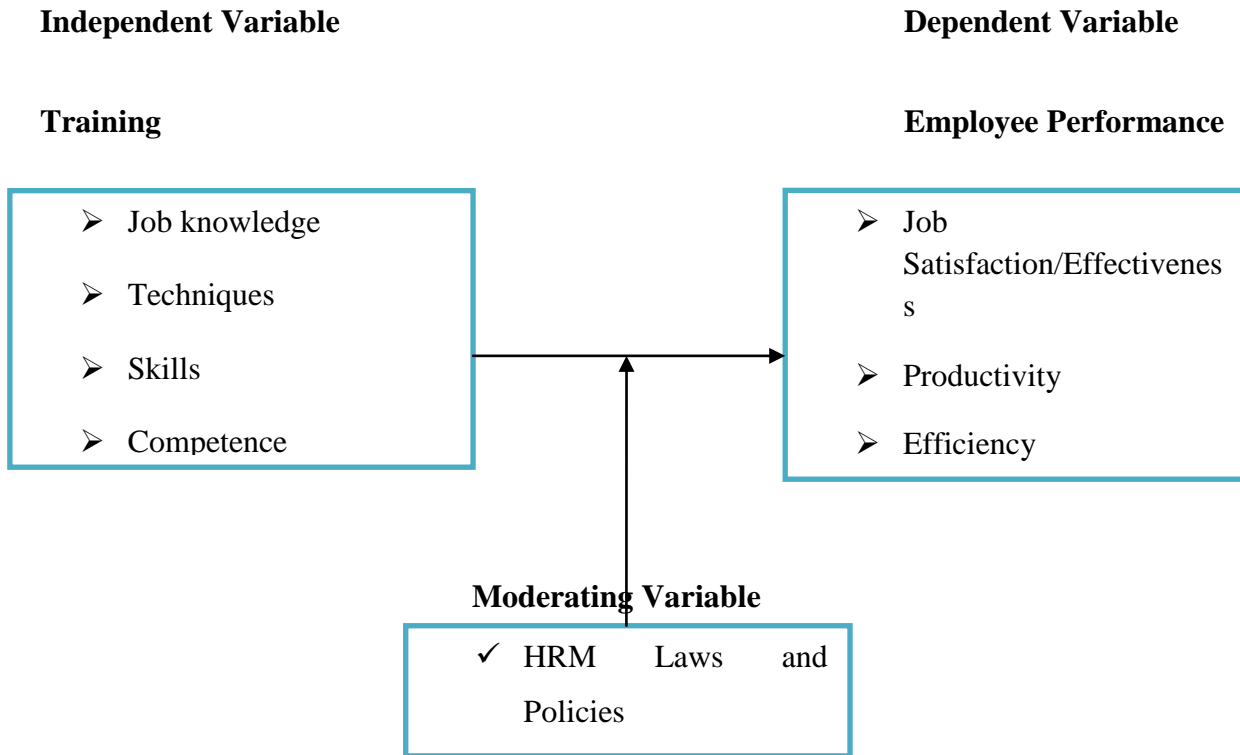 Independent Variable
Dependent Variable
Training
Employee Performance
➢ Job knowledge
➢ Techniques
➢ Skills
➢ Competence
➢ Job
Satisfaction/Effectivenes
s
➢ Productivity
➢ Efficiency
Moderating Variable
✓ HRM Laws and
Policies